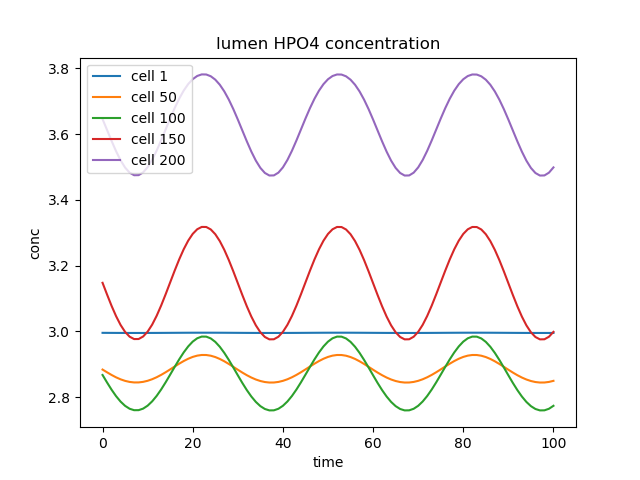 lumen HPO4 concentration
cell 1
cell 50
cell 100
cell 150
cell 200
conc
3.8
3.6
3.4
3.2
3.0
2.8
0 20 40 60 80 100
time